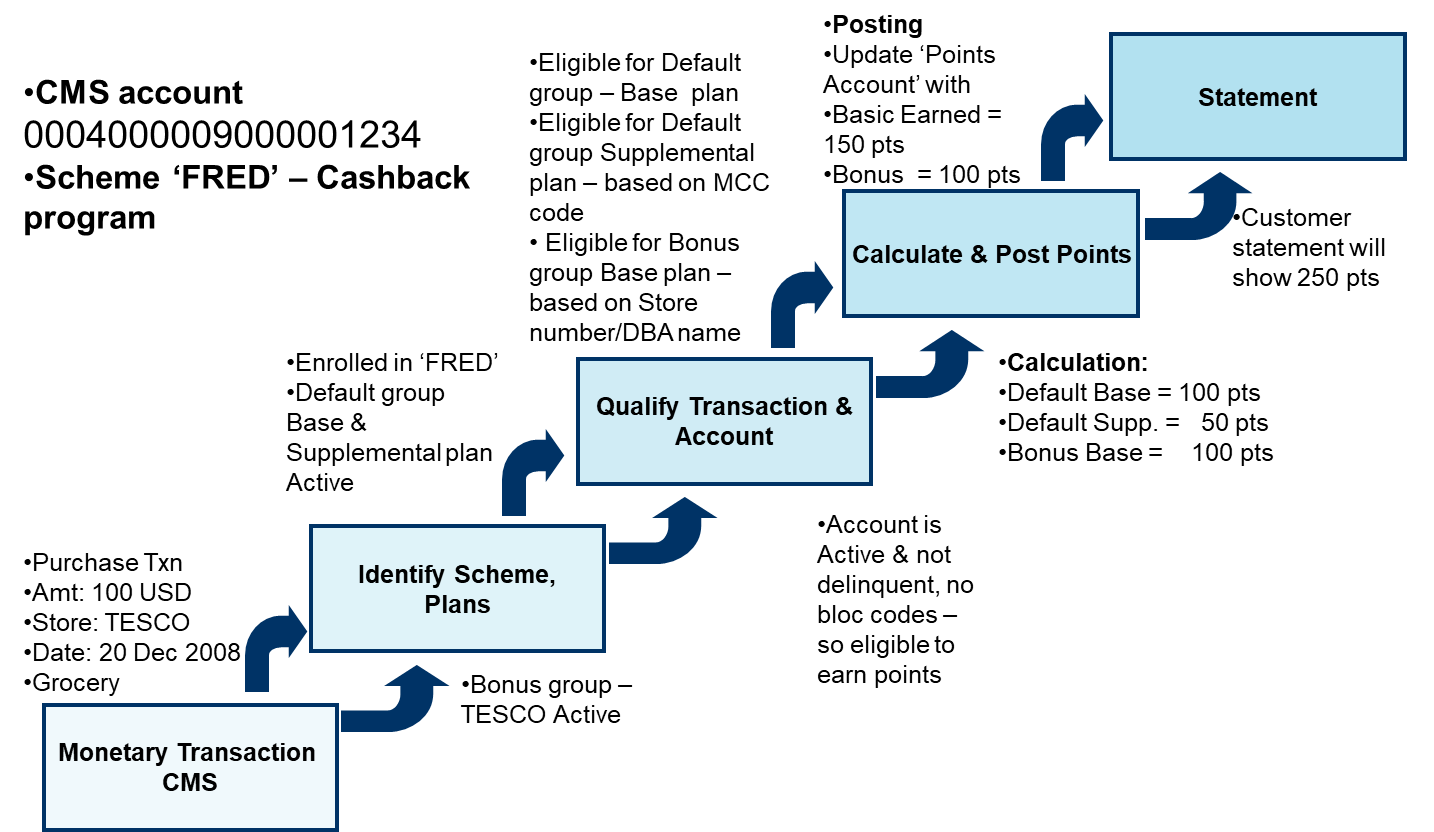 •CMS account
0004000009000001234
•Scheme ‘FRED’ – Cashback
program
•Purchase Txn
•Amt: 100 USD
•Store: TESCO
•Date: 20 Dec 2008
•Grocery
Monetary Transaction
CMS
•Enrolled in ‘FRED’
•Default group
Base &
Supplemental plan
Active
Identify Scheme,
Plans
•Bonus group –
TESCO Active
•Eligible for Default
group – Base plan
•Eligible for Default
group Supplemental
plan – based on MCC
code
• Eligible for Bonus
group Base plan –
based on Store
number/DBA name
Qualify Transaction &
Account
•Account is
Active & not
delinquent, no
bloc codes –
so eligible to
earn points
•Posting
•Update ‘Points
Account’ with
•Basic Earned =
150 pts
•Bonus = 100 pts
Calculate & Post Points
•Calculation:
•Default Base = 100 pts
•Default Supp. = 50 pts
•Bonus Base = 100 pts
Statement
•Customer
statement will
show 250 pts